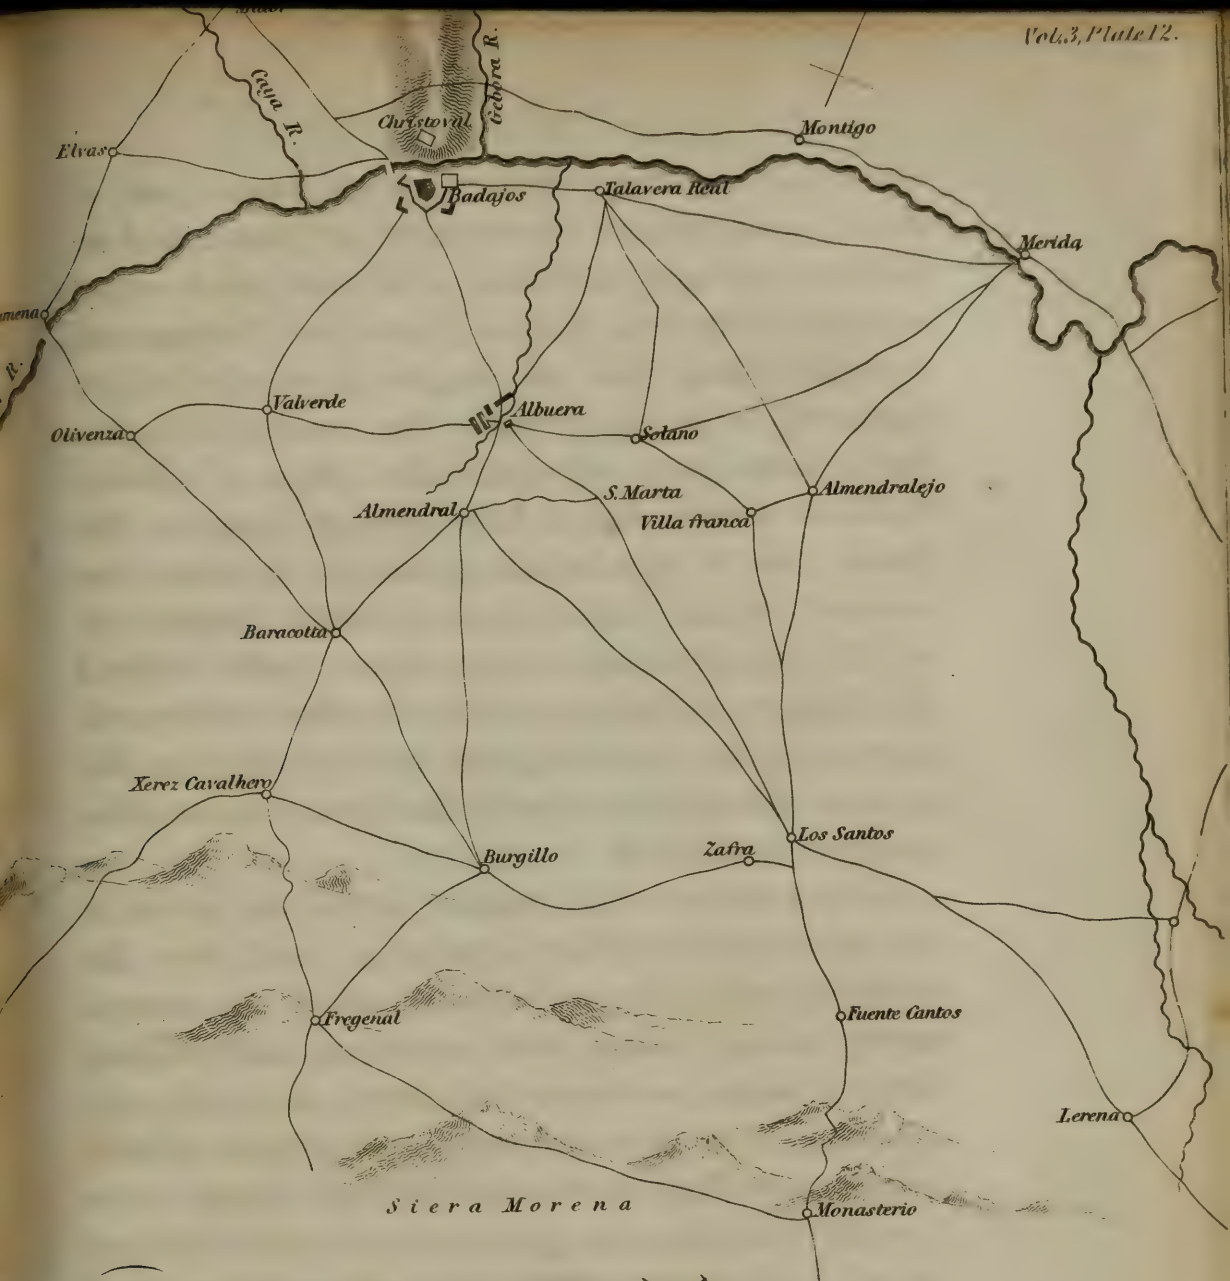 Vol.3, Plate 12.
Caya R.
Gebora R.
Christoval
Montigo
Elvas
Badajos
Talavera Real
Merida
R.
Valverde
Albuera
Olivenza
Solano
S. Marta
Almendralejo
Almendral
Villa franca
Baracotta
Xerez Cavalhero
Los Santos
Zafra
Burgillo
Fregenal
Fuente Cantos
Lerena
Siera Morena
Monasterio